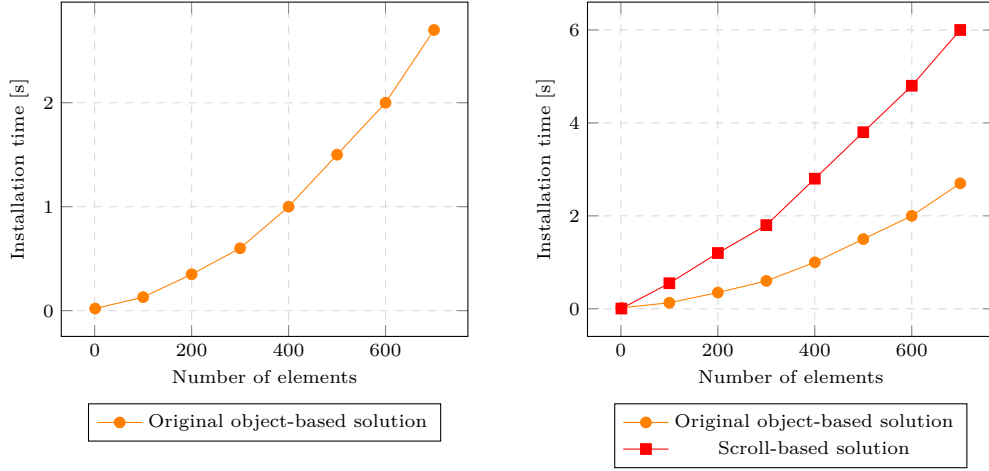 2
1
0
0
200
400
600
Installation time [s]
Number of elements
Original object-based solution
6
4
2
0
0
200
400
600
Installation time [s]
Number of elements
Original object-based solution
Scroll-based solution